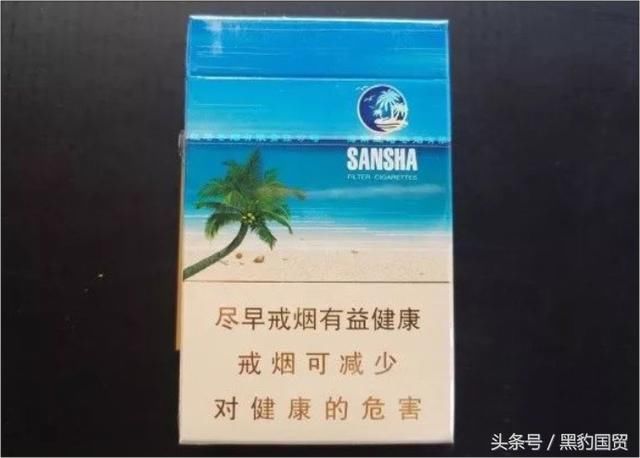 SANSHA
FILTER CIGARETTES
尽早戒烟有益健康
戒烟可减少
对健康的危害
头条号／黑豹国贸